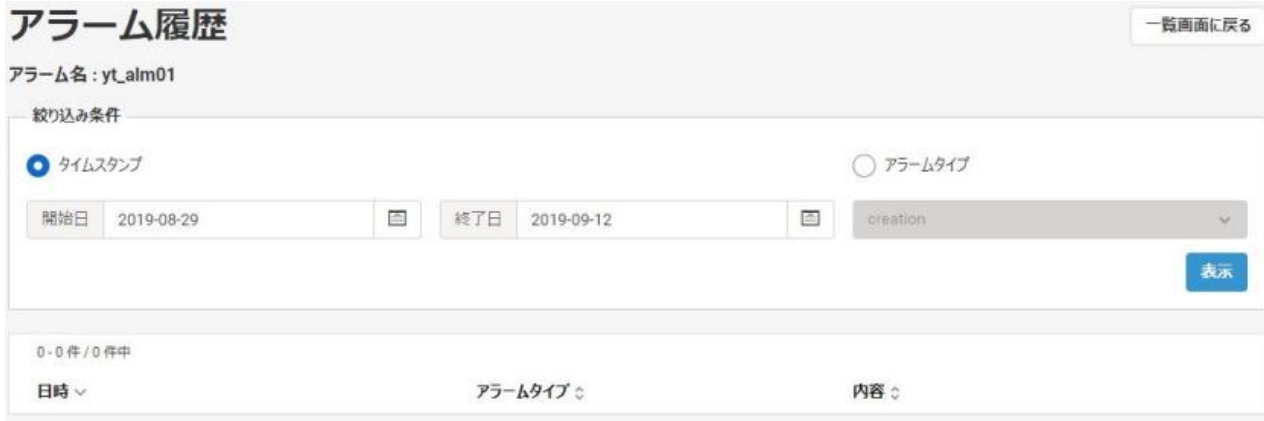 アラーム履歴
一覧画面に戻る
アラーム名 : yt_alm01
絞り込み条件
タイムスタンプ
アラームタイプ
開始日 2019-08-29 終了日 2019-09-12 creation
表示
0 - 0 件 / 0 件中
日時 アラームタイプ 内容